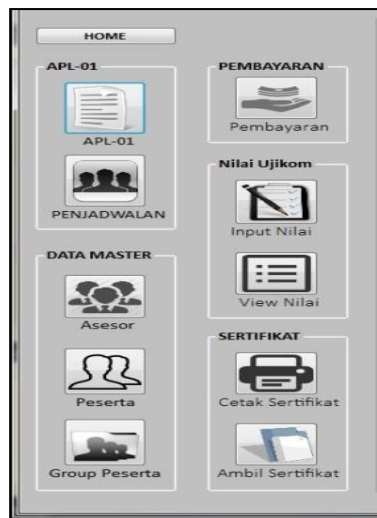 HOME
APL-01
APL-01
PENJADWALAN
DATA MASTER
Asesor
Peserta
Group Peserta
PEMBAYARAN
Pembayaran
Nilai Ujikom
Input Nilai
View Nilai
SERTIFIKAT
Cetak Sertifikat
Ambil Sertifikat